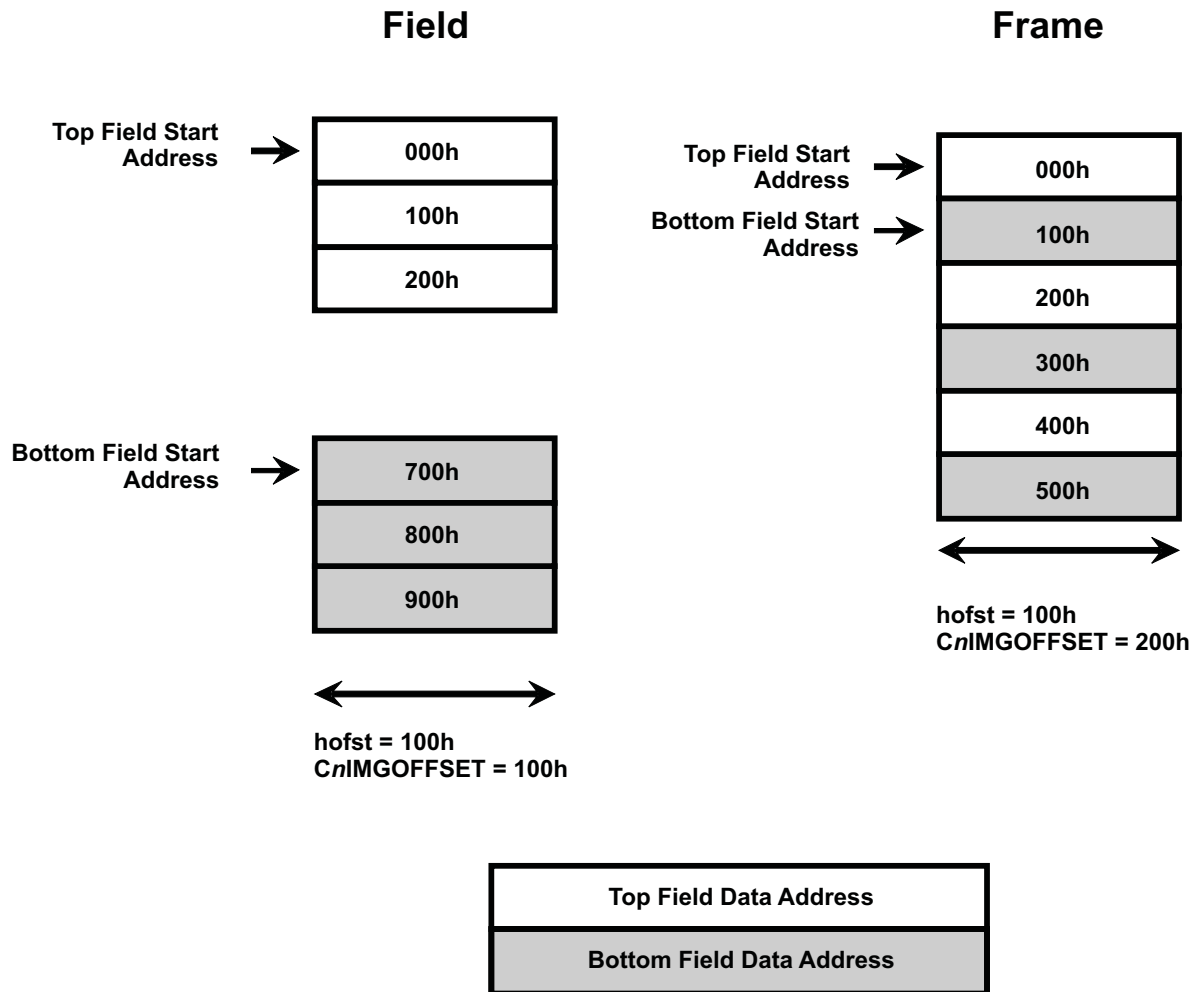 Field
Top Field Start
Address
000h
100h
200h
Bottom Field Start
Address
700h
800h
900h
hofst = 100h
CnIMGOFFSET = 100h
Frame
Top Field Start
Address
Bottom Field Start
Address
000h
100h
200h
300h
400h
500h
hofst = 100h
CnIMGOFFSET = 200h
Top Field Data Address
Bottom Field Data Address